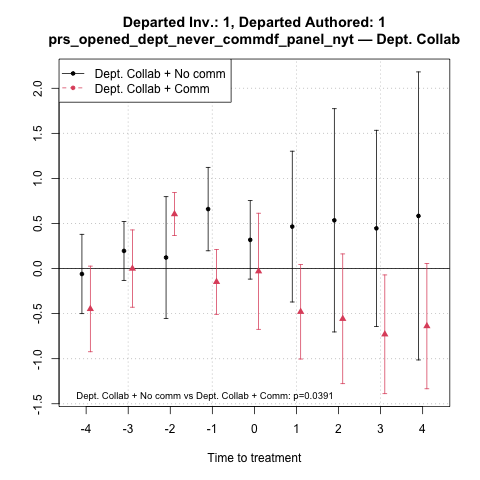 Departed Inv.: 1, Departed Authored: 1
prs_opened_dept_never_commdf_panel_nyt — Dept. Collab
Dept. Collab + No comm
Dept. Collab + Comm
2.0
1.5
1.0
0.5
0.0
-0.5
-1.0
-1.5
Dept. Collab + No comm vs Dept. Collab + Comm: p=0.0391
-4 -3 -2 -1 0 1 2 3 4
Time to treatment